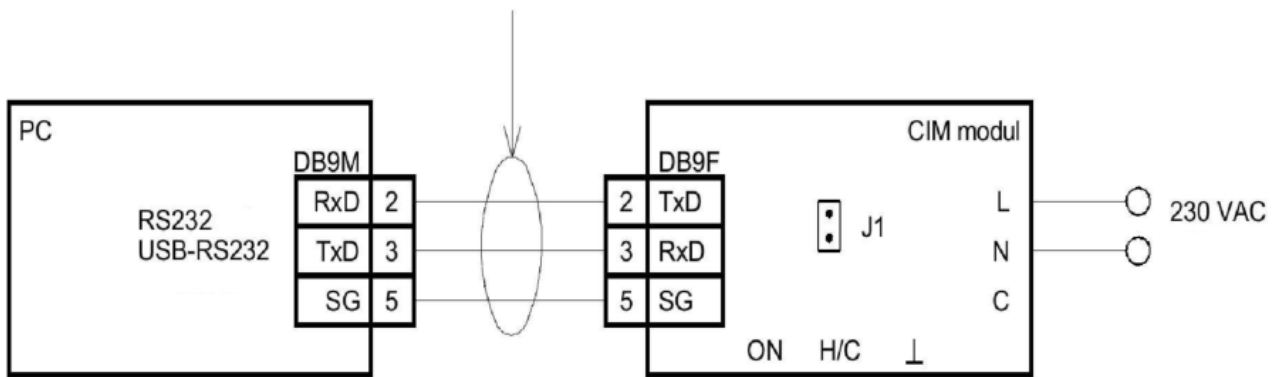 PC
CIM modul
DB9M
DB9F
RxD 2
2 TxD
L
230 VAC
RS232
J1
USB-RS232
TxD 3
3 RxD
N
SG 5
5 SG
C
ON H/C ⊥